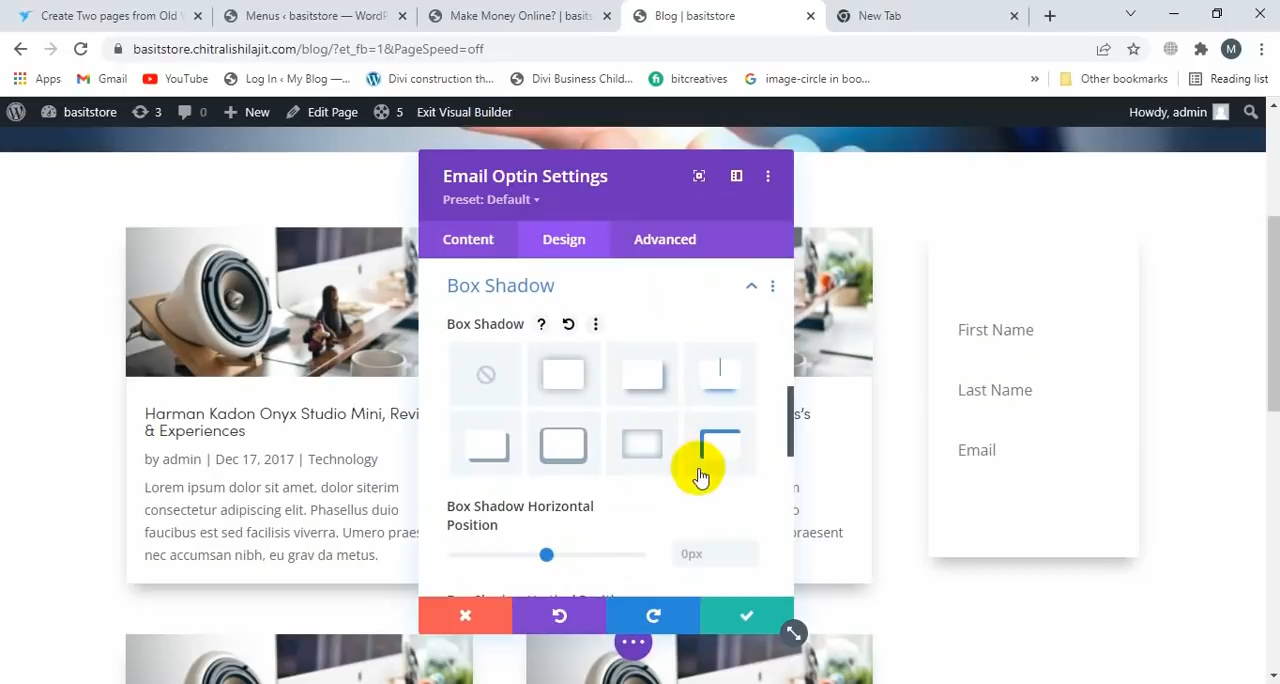 Create Two pages from Old W
Menus ‹ basitstore — WordP
Make Money Online? | basits
Blog | basitstore
New Tab
basitstore.chitralishilajit.com/blog/?et_fb=1&PageSpeed=off
M
Apps
Gmail
YouTube
Log In ‹ My Blog —...
Divi construction th...
Divi Business Child...
bitcreatives
image-circle in boo...
»
Other bookmarks
Reading list
basitstore
3
0
New
Edit Page
5
Exit Visual Builder
Howdy, admin
Email Optin Settings
Preset: Default
Content
Design
Advanced
Box Shadow
Box Shadow ?
Box Shadow Horizontal
Position
0px
Harman Kadon Onyx Studio Mini, Revi
& Experiences
by admin | Dec 17, 2017 | Technology
Lorem ipsum dolor sit amet, dolor siterim
consectetur adipiscing elit. Phasellus duio
faucibus est sed facilisis viverra. Umero prae
nec accumsan nibh, eu grav da metus.
s's
praesent
First Name
Last Name
Email